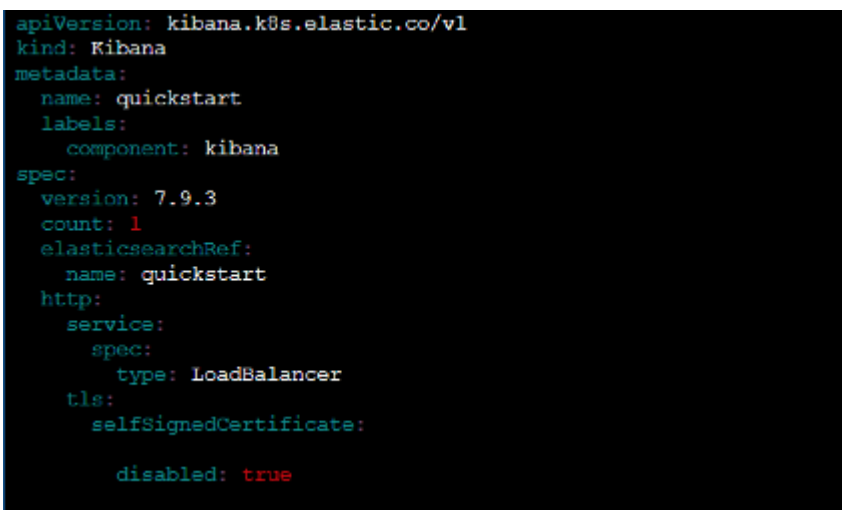 apiVersion: kibana.k8s.elastic.co/v1
kind: Kibana
metadata:
  name: quickstart
  labels:
    component: kibana
spec:
  version: 7.9.3
  count: 1
  elasticsearchRef:
    name: quickstart
  http:
    service:
      spec:
        type: LoadBalancer
    tls:
      selfSignedCertificate:
        disabled: true